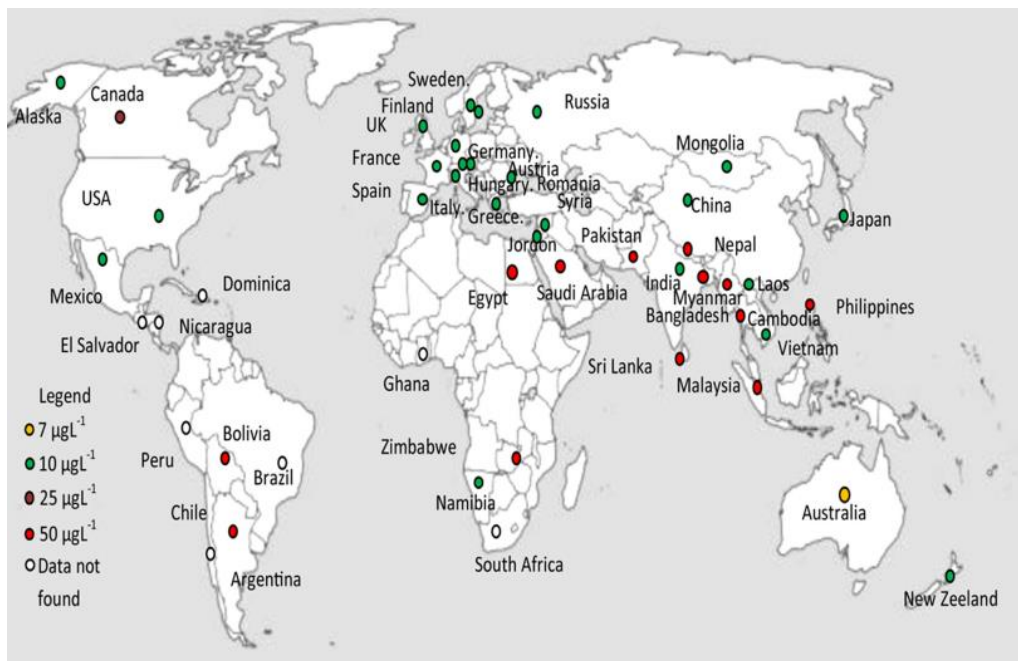 Sweden.
Finland
Russia
Canada
Alaska
UK
Germany.
Mongolia
France
Austria
Spain
Hungary. Romania
USA
Italy.
Syria
China
Greece.
Japan
Jordon
Pakistan
Nepal
Mexico
Dominica
Egypt
Saudi Arabia
India
Laos
Myanmar
Philippines
Bangladesh
Cambodia
Nicaragua
El Salvador
Vietnam
Ghana
Sri Lanka
Malaysia
Legend
7 µgL-1
10 µgL-1
25 µgL-1
50 µgL-1
Data not
found
Bolivia
Peru
Brazil
Zimbabwe
Chile
Namibia
Australia
South Africa
Argentina
New Zeeland